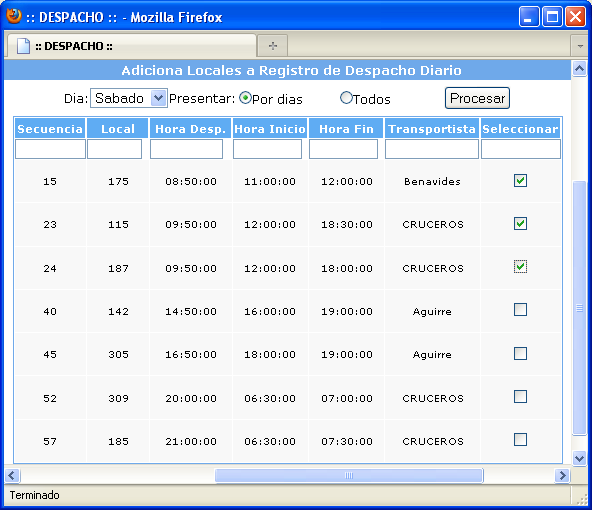 :: DESPACHO :: - Mozilla Firefox
:: DESPACHO ::
Adiciona Locales a Registro de Despacho Diario
Dia: Sabado Presentar: Por dias Todos Procesar
Secuencia Local Hora Desp. Hora Inicio Hora Fin Transportista Seleccionar
15 175 08:50:00 11:00:00 12:00:00 Benavides
23 115 09:50:00 12:00:00 18:30:00 CRUCEROS
24 187 09:50:00 12:00:00 18:00:00 CRUCEROS
40 142 14:50:00 16:00:00 19:00:00 Aguirre
45 305 16:50:00 18:00:00 19:00:00 Aguirre
52 309 20:00:00 06:30:00 07:00:00 CRUCEROS
57 185 21:00:00 06:30:00 07:30:00 CRUCEROS
Terminado